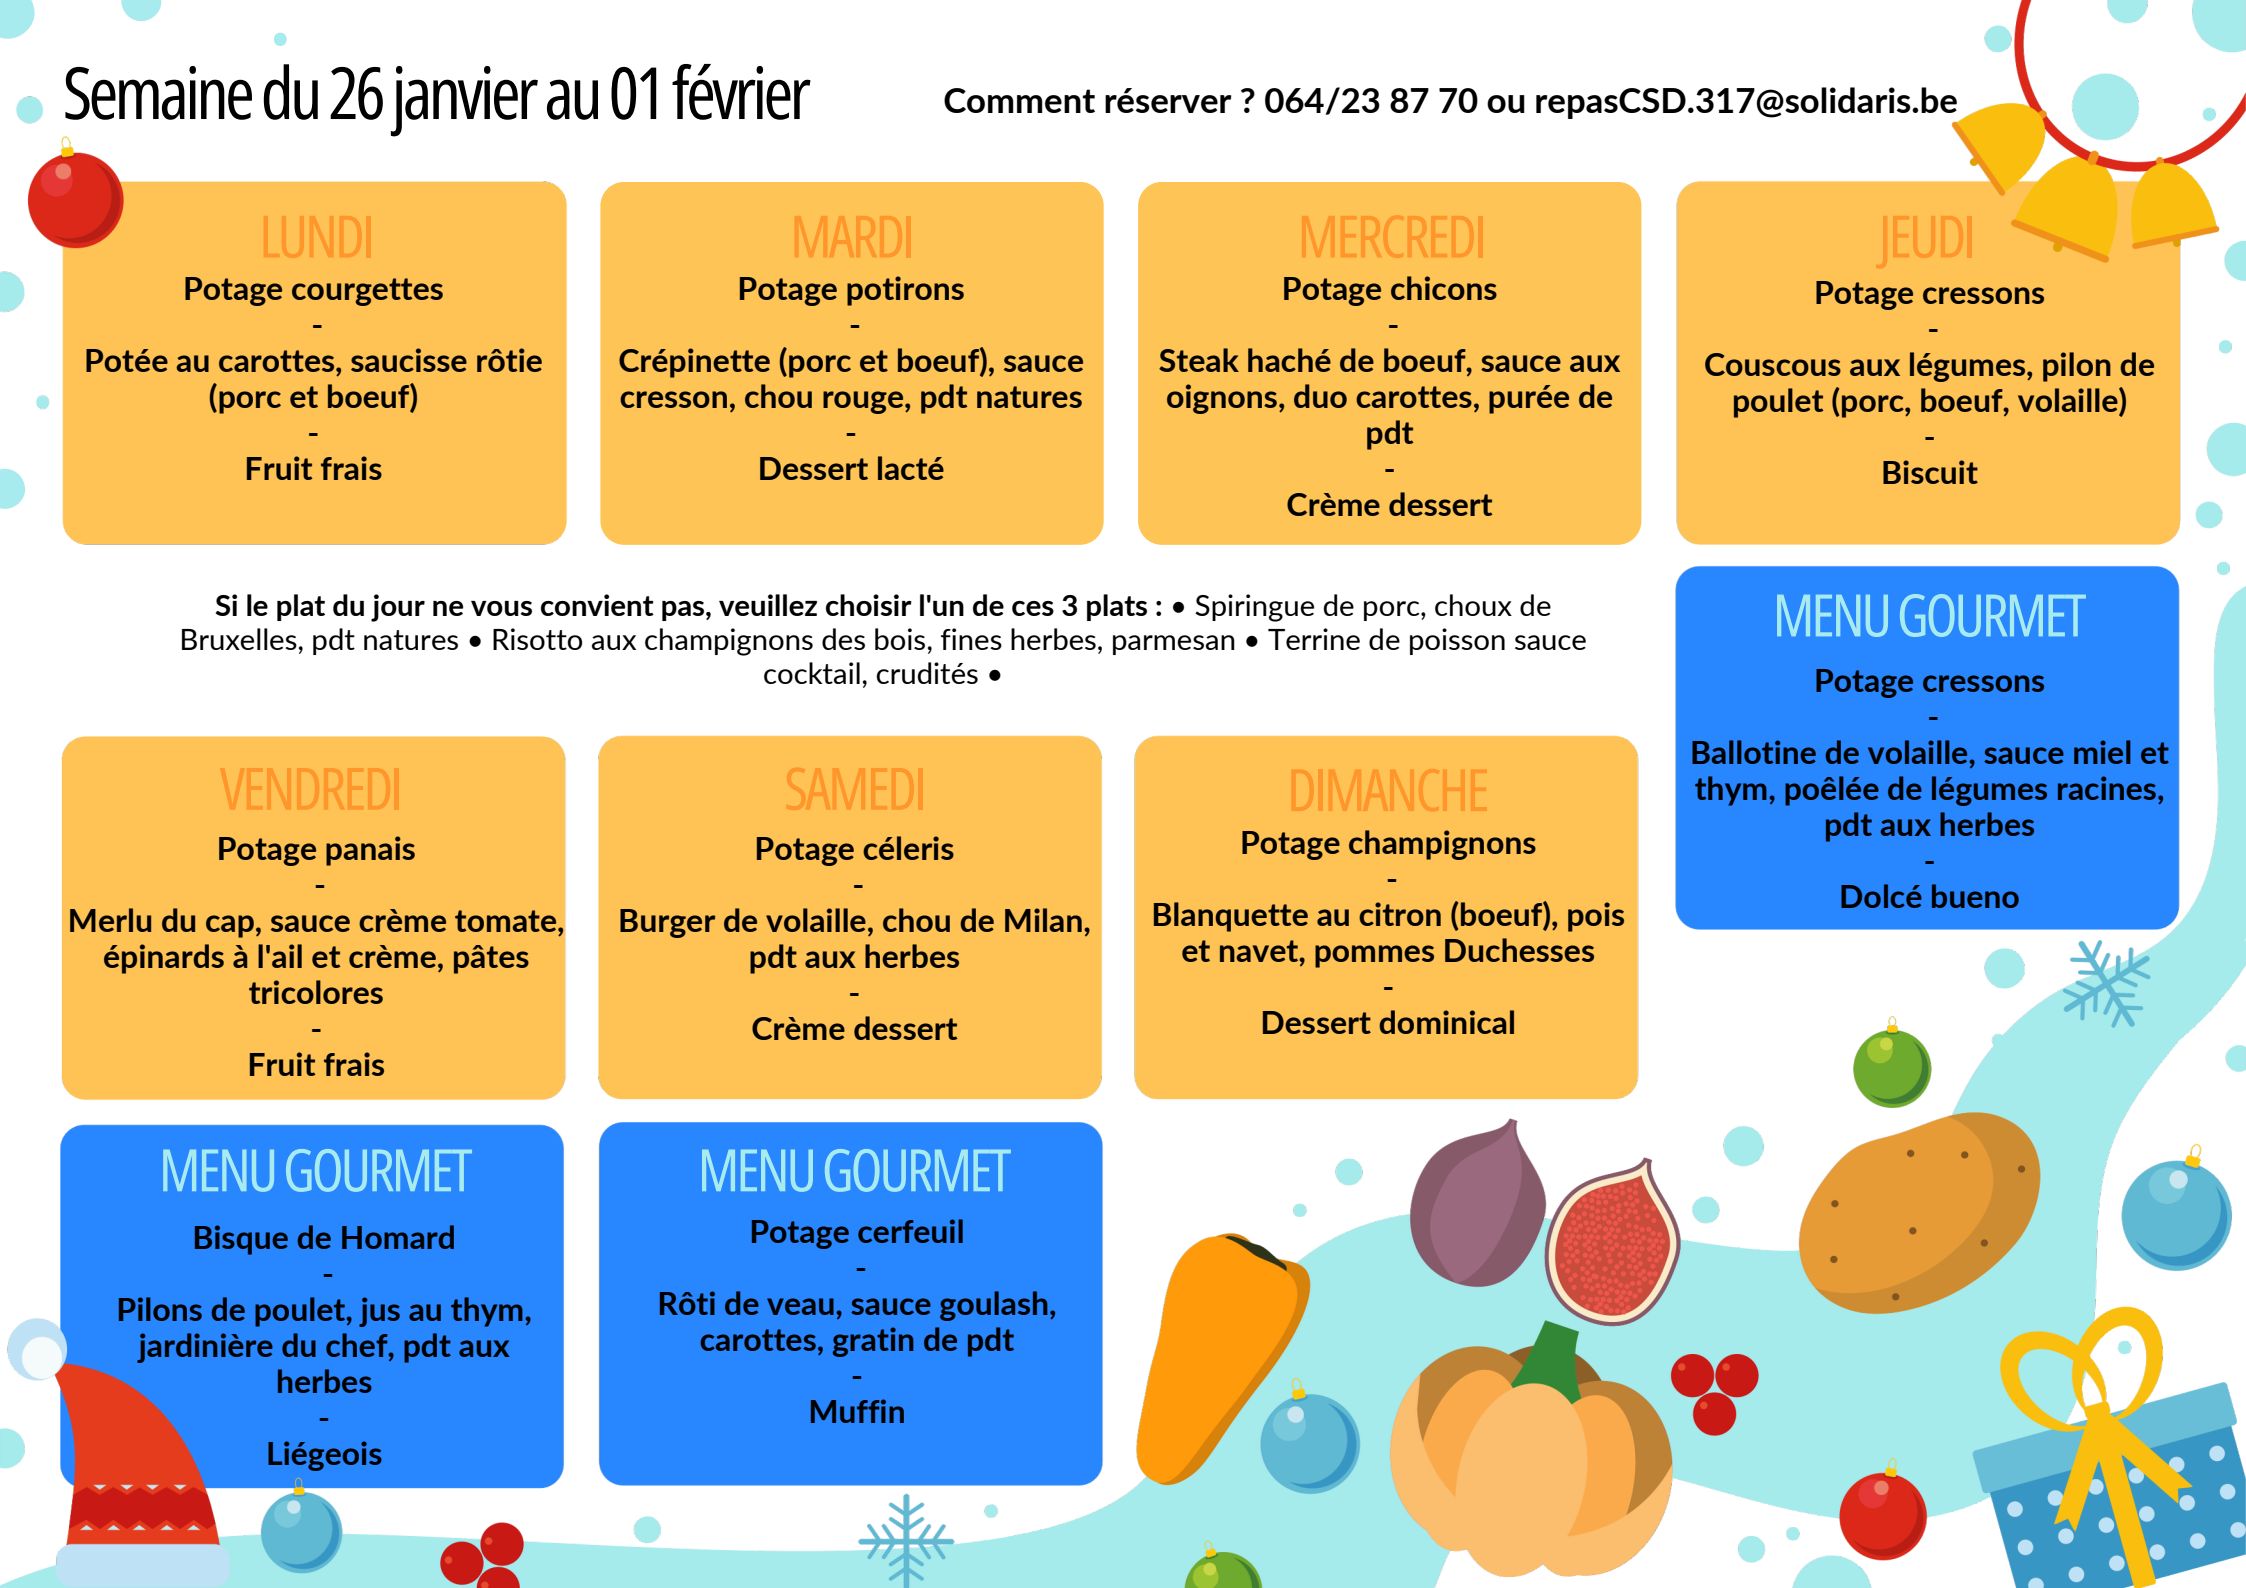 Semaine du 26 janvier au 01 février
Comment réserver ? 064/23 87 70 ou repasCSD.317@solidaris.be
LUNDI
Potage courgettes
-
Potée au carottes, saucisse rôtie
(porc et boeuf)
-
Fruit frais
MARDI
Potage potirons
-
Crépinette (porc et boeuf), sauce
cresson, chou rouge, pdt natures
-
Dessert lacté
MERCREDI
Potage chicons
-
Steak haché de boeuf, sauce aux
oignons, duo carottes, purée de
pdt
-
Crème dessert
JEUDI
Potage cressons
-
Couscous aux légumes, pilon de
poulet (porc, boeuf, volaille)
-
Biscuit
Si le plat du jour ne vous convient pas, veuillez choisir l'un de ces 3 plats : • Spiringue de porc, choux de
Bruxelles, pdt natures • Risotto aux champignons des bois, fines herbes, parmesan • Terrine de poisson sauce
cocktail, crudités •
MENU GOURMET
Potage cressons
-
Ballotine de volaille, sauce miel et
thym, poêlée de légumes racines,
pdt aux herbes
-
Dolcé bueno
VENDREDI
Potage panais
-
Merlu du cap, sauce crème tomate,
épinards à l'ail et crème, pâtes
tricolores
-
Fruit frais
SAMEDI
Potage céleris
-
Burger de volaille, chou de Milan,
pdt aux herbes
-
Crème dessert
DIMANCHE
Potage champignons
-
Blanquette au citron (boeuf), pois
et navet, pommes Duchesses
-
Dessert dominical
MENU GOURMET
Bisque de Homard
-
Pilons de poulet, jus au thym,
jardinière du chef, pdt aux
herbes
-
Liégeois
MENU GOURMET
Potage cerfeuil
-
Rôti de veau, sauce goulash,
carottes, gratin de pdt
-
Muffin